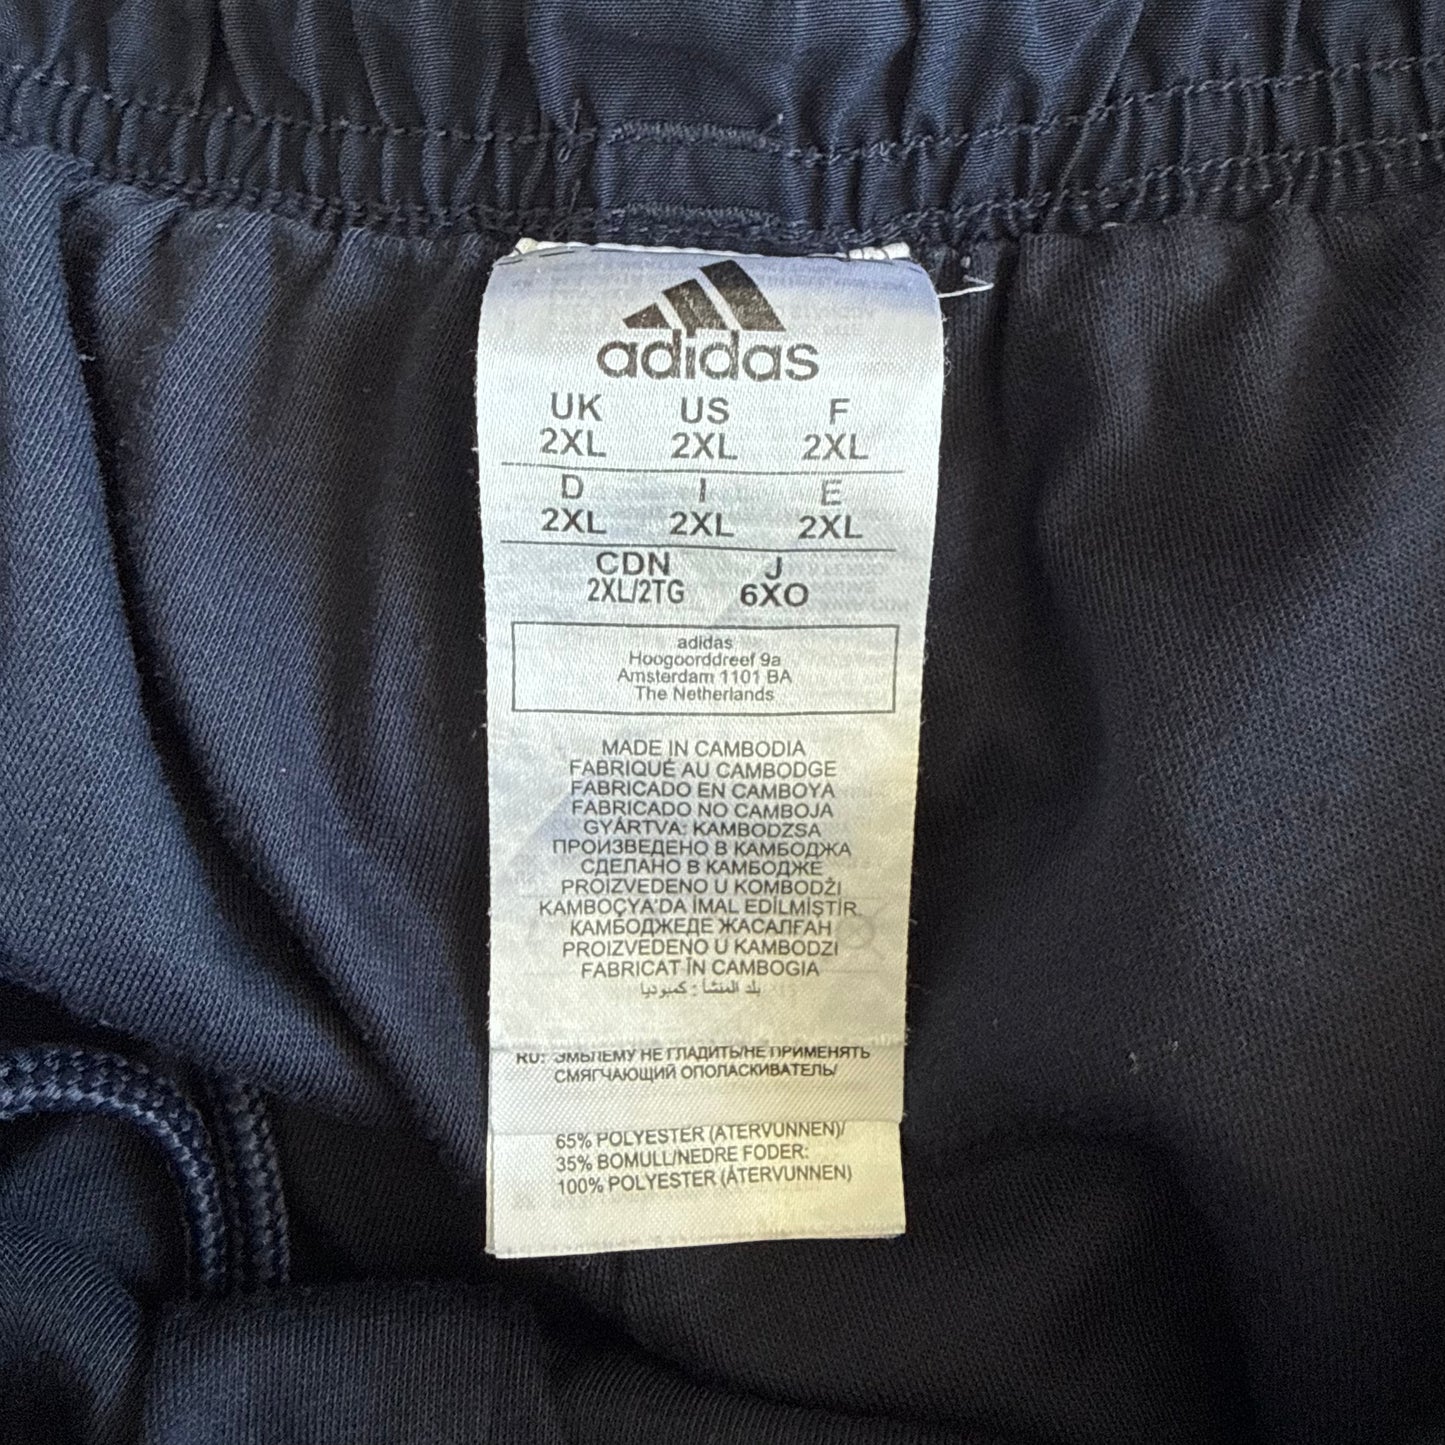 adidas
UK US F
2XL 2XL 2XL
D I E
2XL 2XL 2XL
CDN J
2XL/2TG 6XO
adidas
Hoogoorddreef 9a
Amsterdam 1101 BA
The Netherlands
MADE IN CAMBODIA
FABRIQUÉ AU CAMBODGE
FABRICADO EN CAMBOYA
FABRICADO NO CAMBOJA
GYÁRTVA: KAMBODZSA
ПРОИЗВЕДЕНО В КАМБОДЖА
СДЕЛАНО В КАМБОДЖЕ
PROIZVEDENO U KOMBODŽI
KAMBOÇYA'DA İMAL EDİLMİŞTİR
КАМБОДЖЕДЕ ЖАСАЛҒАН
PROIZVEDENO U KAMBODZI
FABRICAT ÎN CAMBOGIA
بلد المنشأ : كمبوديا
RU: ЭМБЛЕМУ НЕ ГЛАДИТЬ/НЕ ПРИМЕНЯТЬ
СМЯГЧАЮЩИЙ ОПОЛАСКИВАТЕЛЬ/
65% POLYESTER (ÅTERVUNNEN)/
35% BOMULL/NEDRE FODER:
100% POLYESTER (ÅTERVUNNEN)